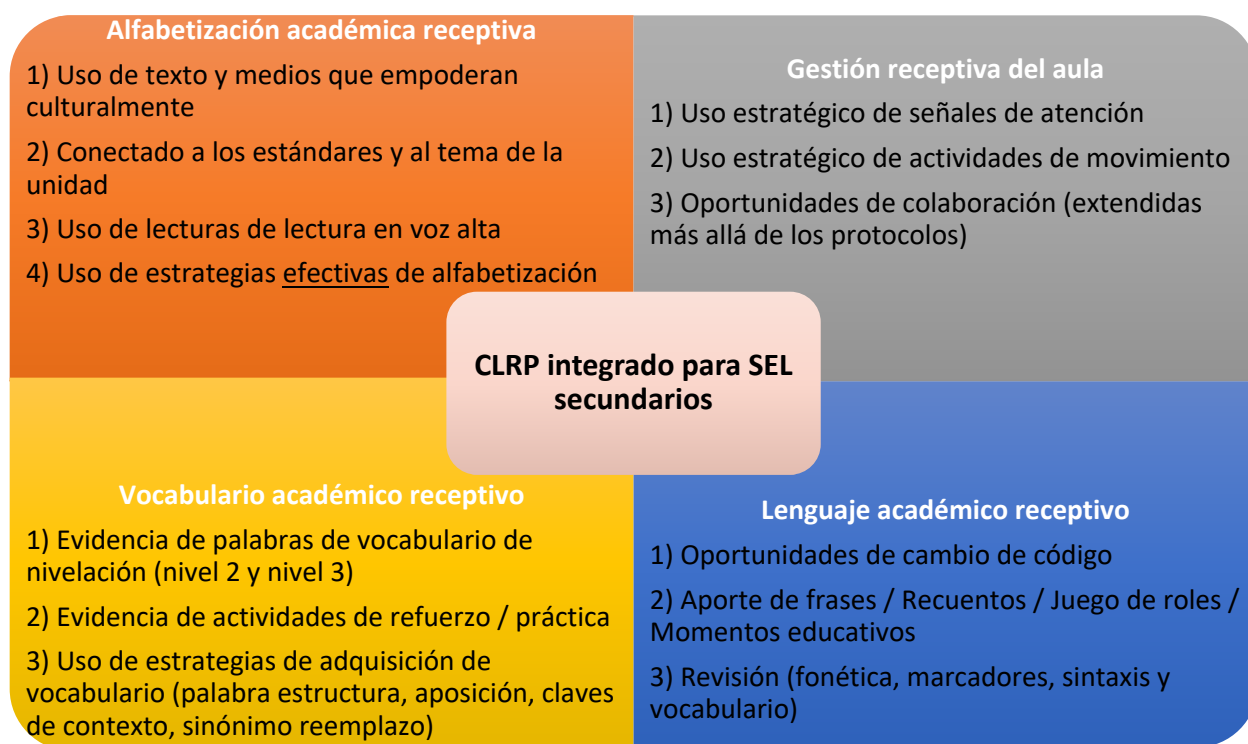 Alfabetización académica receptiva
1) Uso de texto y medios que empoderan
culturalmente
2) Conectado a los estándares y al tema de la
unidad
3) Uso de lecturas de lectura en voz alta
4) Uso de estrategias efectivas de alfabetización
Gestión receptiva del aula
1) Uso estratégico de señales de atención
2) Uso estratégico de actividades de movimiento
3) Oportunidades de colaboración (extendidas
más allá de los protocolos)
CLRP integrado para SEL
secundarios
Vocabulario académico receptivo
1) Evidencia de palabras de vocabulario de
nivelación (nivel 2 y nivel 3)
2) Evidencia de actividades de refuerzo / práctica
3) Uso de estrategias de adquisición de
vocabulario (palabra estructura, aposición, claves
de contexto, sinónimo reemplazo)
Lenguaje académico receptivo
1) Oportunidades de cambio de código
2) Aporte de frases / Recuentos / Juego de roles /
Momentos educativos
3) Revisión (fonética, marcadores, sintaxis y
vocabulario)